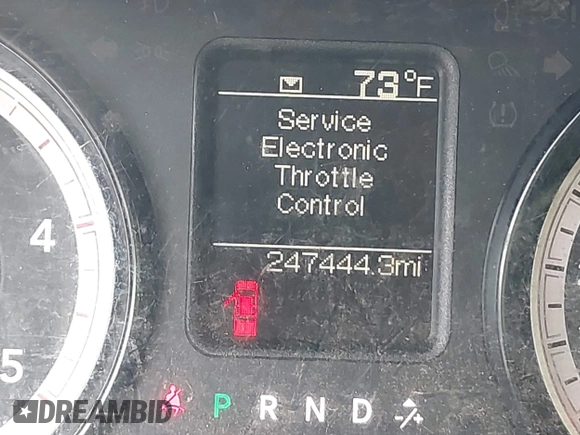 73°F
Service
Electronic
Throttle
Control
247444.3mi
4
5
P R N D -/+
DREAMBID